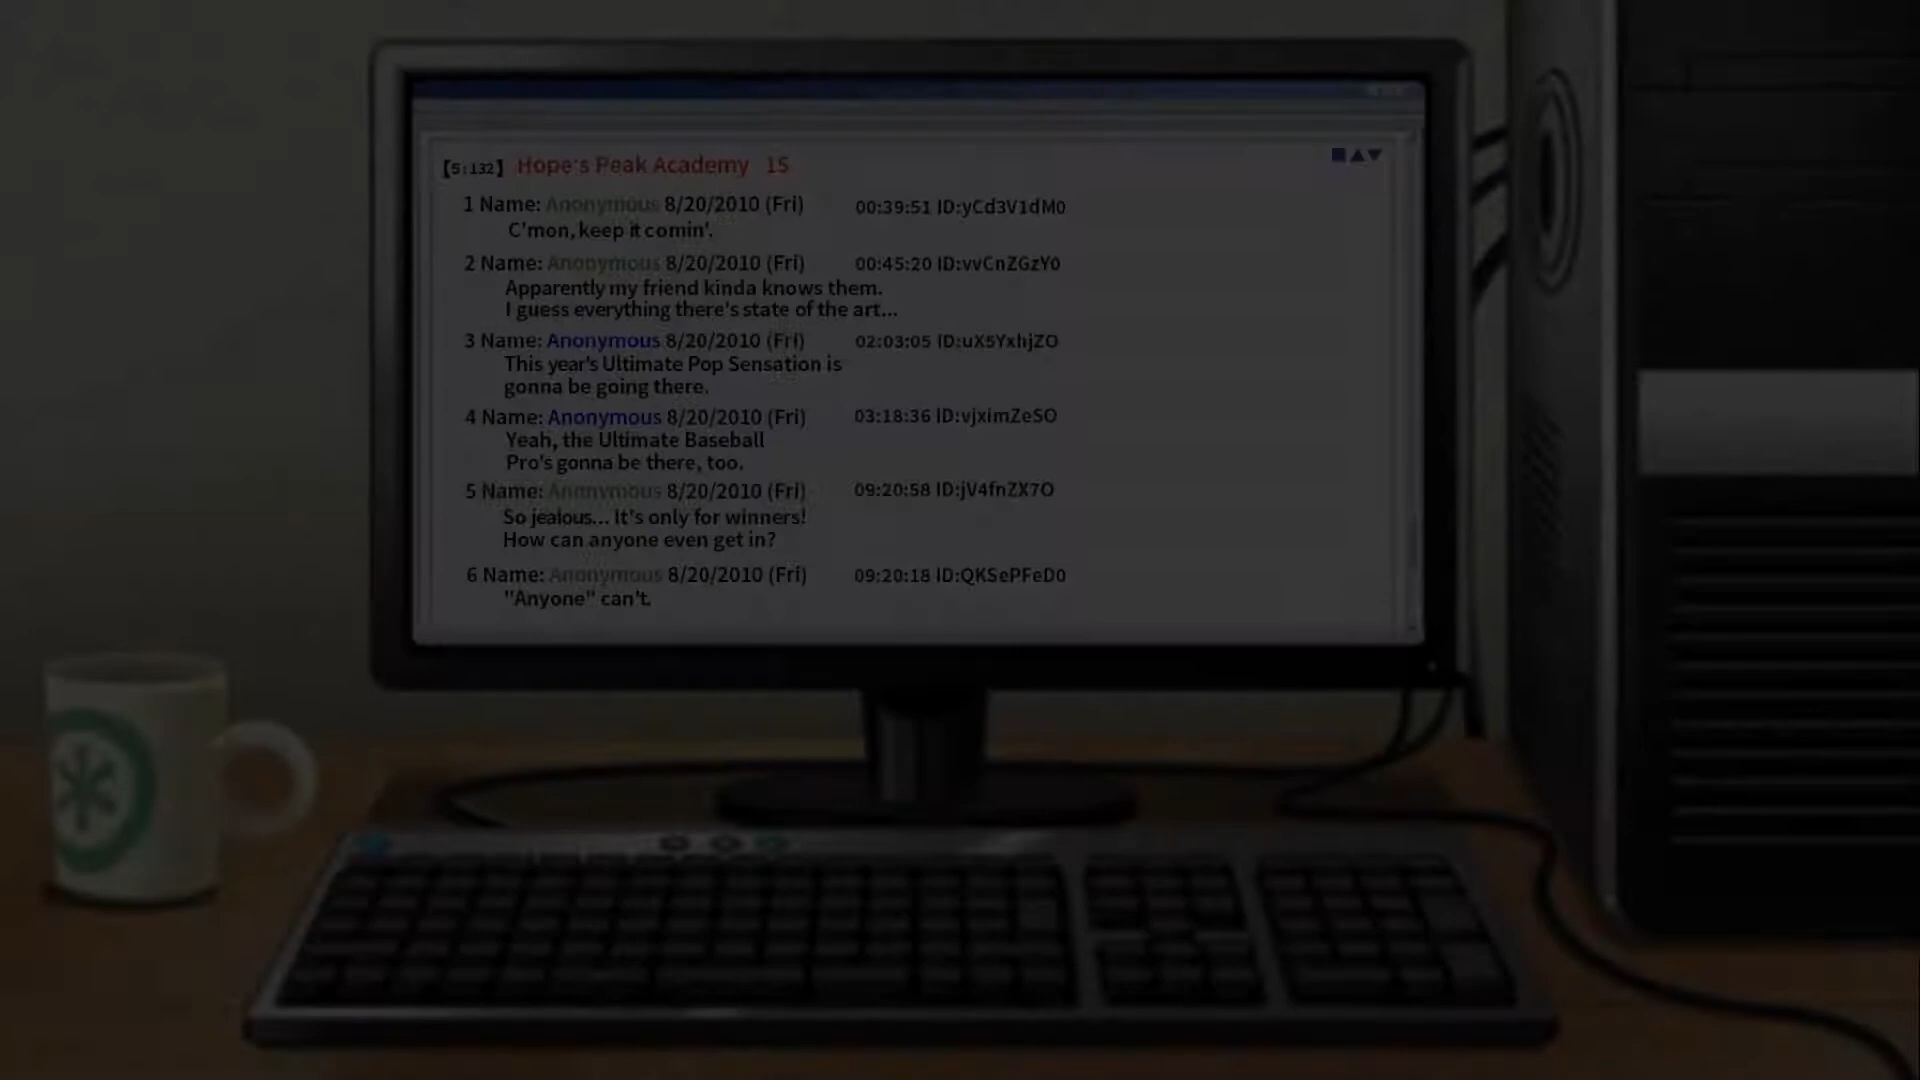 【5:132】 Hope's Peak Academy 15
1 Name: Anonymous 8/20/2010 (Fri) 00:39:51 ID:yCd3V1dM0
C'mon, keep it comin'.
2 Name: Anonymous 8/20/2010 (Fri) 00:45:20 ID:vvCnZGzY0
Apparently my friend kinda knows them.
I guess everything there's state of the art...
3 Name: Anonymous 8/20/2010 (Fri) 02:03:05 ID:uX5YxhjZO
This year's Ultimate Pop Sensation is
gonna be going there.
4 Name: Anonymous 8/20/2010 (Fri) 03:18:36 ID:vjximZeSO
Yeah, the Ultimate Baseball
Pro's gonna be there, too.
5 Name: Anonymous 8/20/2010 (Fri) 09:20:58 ID:jV4fnZX7O
So jealous... It's only for winners!
How can anyone even get in?
6 Name: Anonymous 8/20/2010 (Fri) 09:20:18 ID:QKSePFeD0
"Anyone" can't.